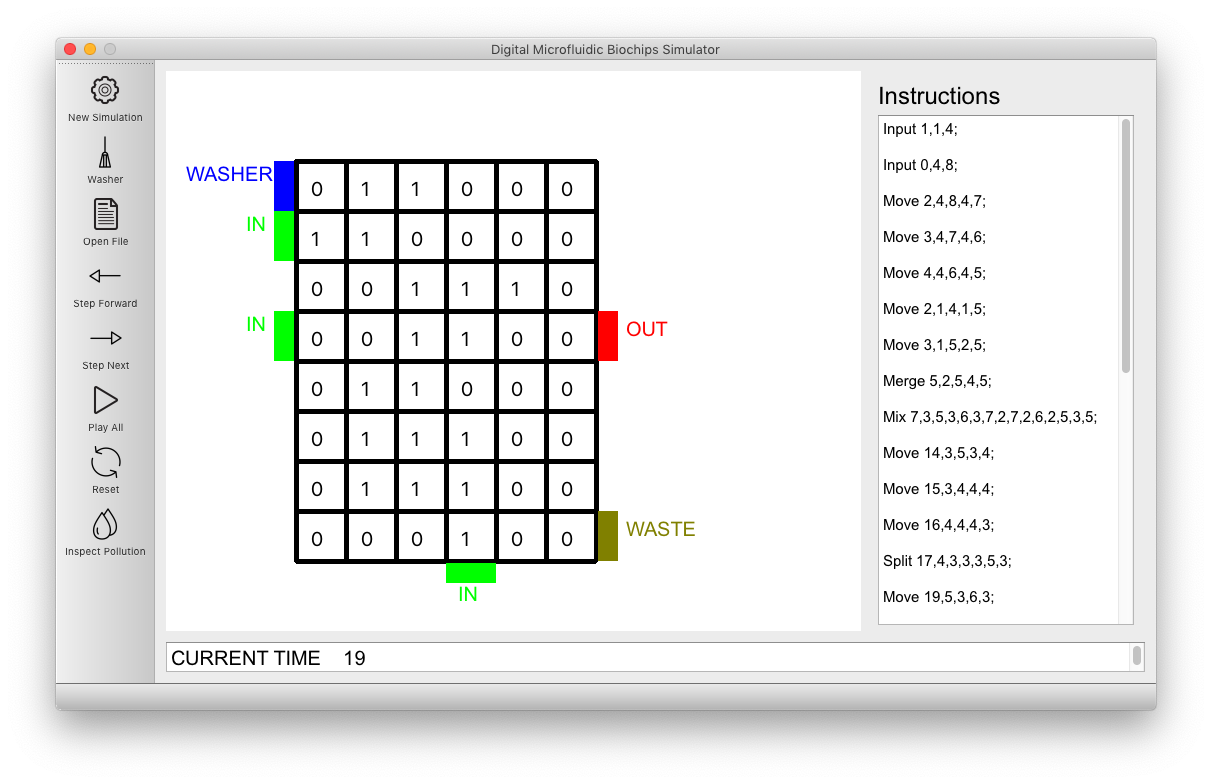 Digital Microfluidic Biochips Simulator
New Simulation
Washer
Open File
Step Forward
Step Next
Play All
Reset
Inspect Pollution
WASHER
IN
IN
0 1 1 0 0 0
1 1 0 0 0 0
0 0 1 1 1 0
0 0 1 1 0 0
0 1 1 0 0 0
0 1 1 1 0 0
0 1 1 1 0 0
0 0 0 1 0 0
OUT
WASTE
IN
Instructions
Input 1,1,4;
Input 0,4,8;
Move 2,4,8,4,7;
Move 3,4,7,4,6;
Move 4,4,6,4,5;
Move 2,1,4,1,5;
Move 3,1,5,2,5;
Merge 5,2,5,4,5;
Mix 7,3,5,3,6,3,7,2,7,2,6,2,5,3,5;
Move 14,3,5,3,4;
Move 15,3,4,4,4;
Move 16,4,4,4,3;
Split 17,4,3,3,3,5,3;
Move 19,5,3,6,3;
CURRENT TIME 19